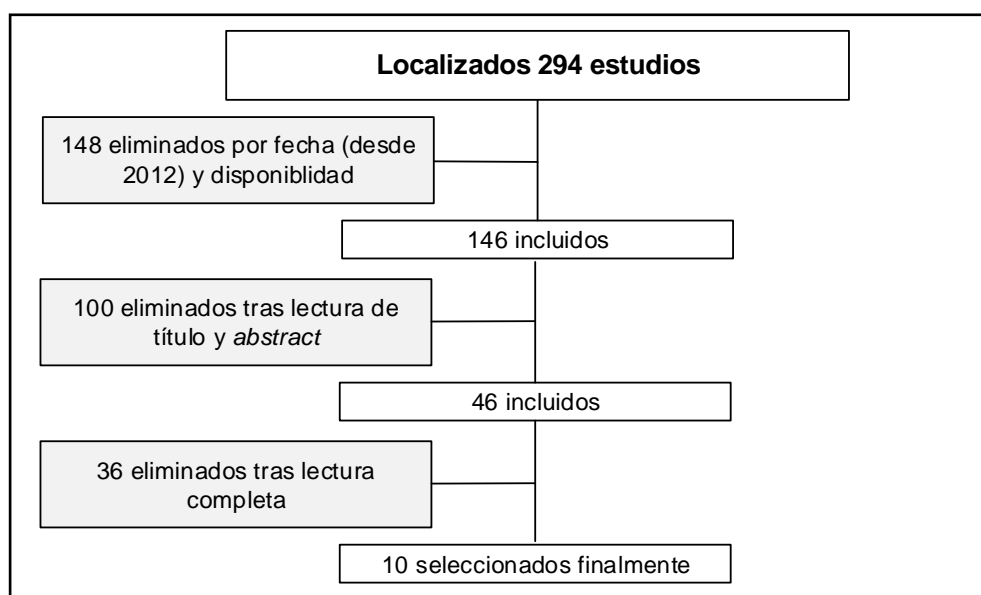 Localizados 294 estudios
148 eliminados por fecha (desde
2012) y disponiblidad
146 incluidos
100 eliminados tras lectura de
título y abstract
46 incluidos
36 eliminados tras lectura
completa
10 seleccionados finalmente